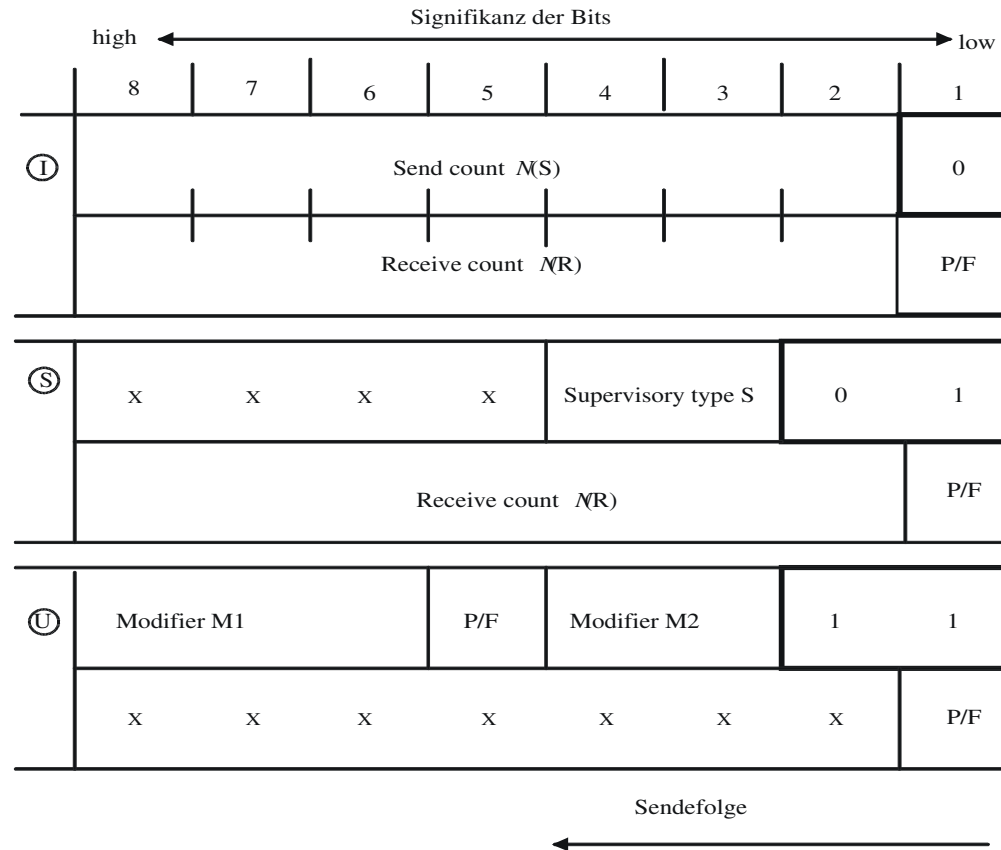 Signifikanz der Bits
high low
8 7 6 5 4 3 2 1
I Send count N(S) 0
Receive count N(R) P/F
S X X X X Supervisory type S 0 1
Receive count N(R) P/F
U Modifier M1 P/F Modifier M2 1 1
X X X X X X X P/F
Sendefolge